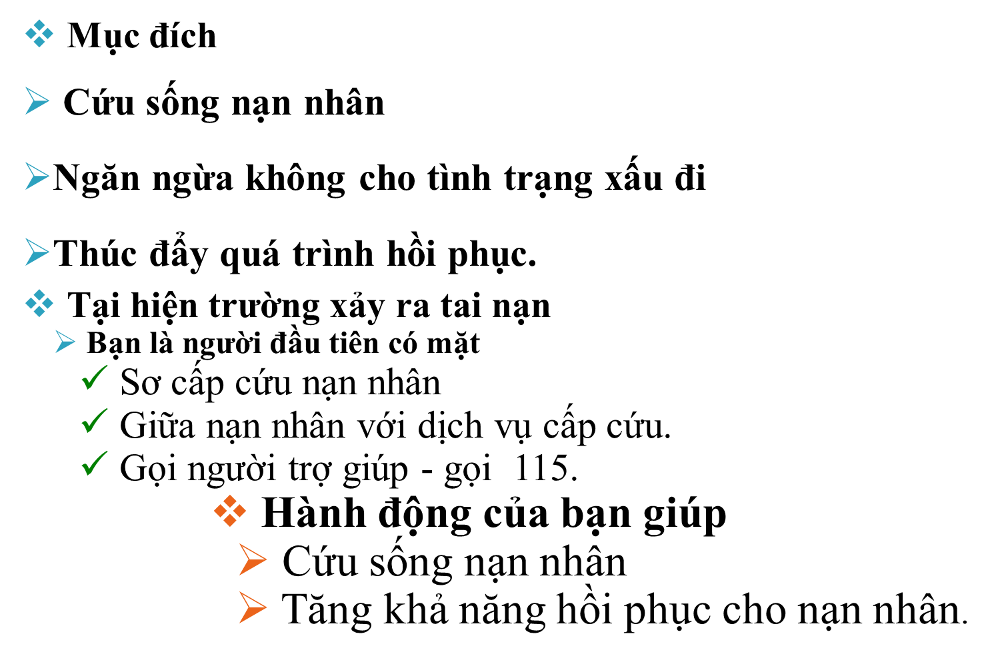 ❖ Mục đích
➢ Cứu sống nạn nhân
➢Ngăn ngừa không cho tình trạng xấu đi
➢Thúc đẩy quá trình hồi phục.
❖ Tại hiện trường xảy ra tai nạn
➢ Bạn là người đầu tiên có mặt
✓ Sơ cấp cứu nạn nhân
✓ Giữa nạn nhân với dịch vụ cấp cứu.
✓ Gọi người trợ giúp - gọi  115.
❖ Hành động của bạn giúp
➢ Cứu sống nạn nhân
➢ Tăng khả năng hồi phục cho nạn nhân.